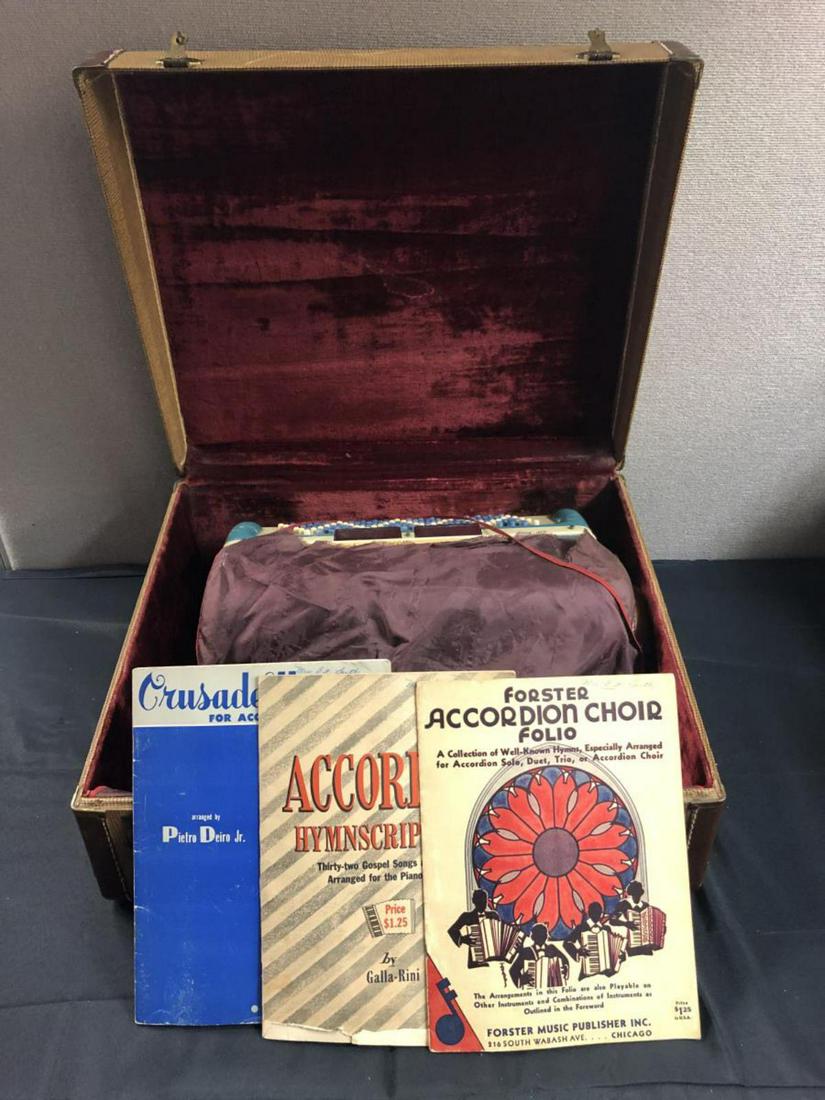 Crusade
FOR ACC
arranged by
Pietro Deiro Jr.
ACCORD
HYMNSCRIP
Thirty-two Gospel Songs
Arranged for the Piano
Price
$1.25
by
Galla-Rini
FORSTER
ACCORDION CHOIR
FOLIO
A Collection of Well-Known Hymns, Especially Arranged
for Accordion Solo, Duet, Trio, or Accordion Choir
The Arrangements in this Folio are also Playable on
Other Instruments and Combinations of Instruments as
Outlined in the Foreword
Price
$1.25
IN U.S.A.
FORSTER MUSIC PUBLISHER INC.
216 SOUTH WABASH AVE. . . . CHICAGO